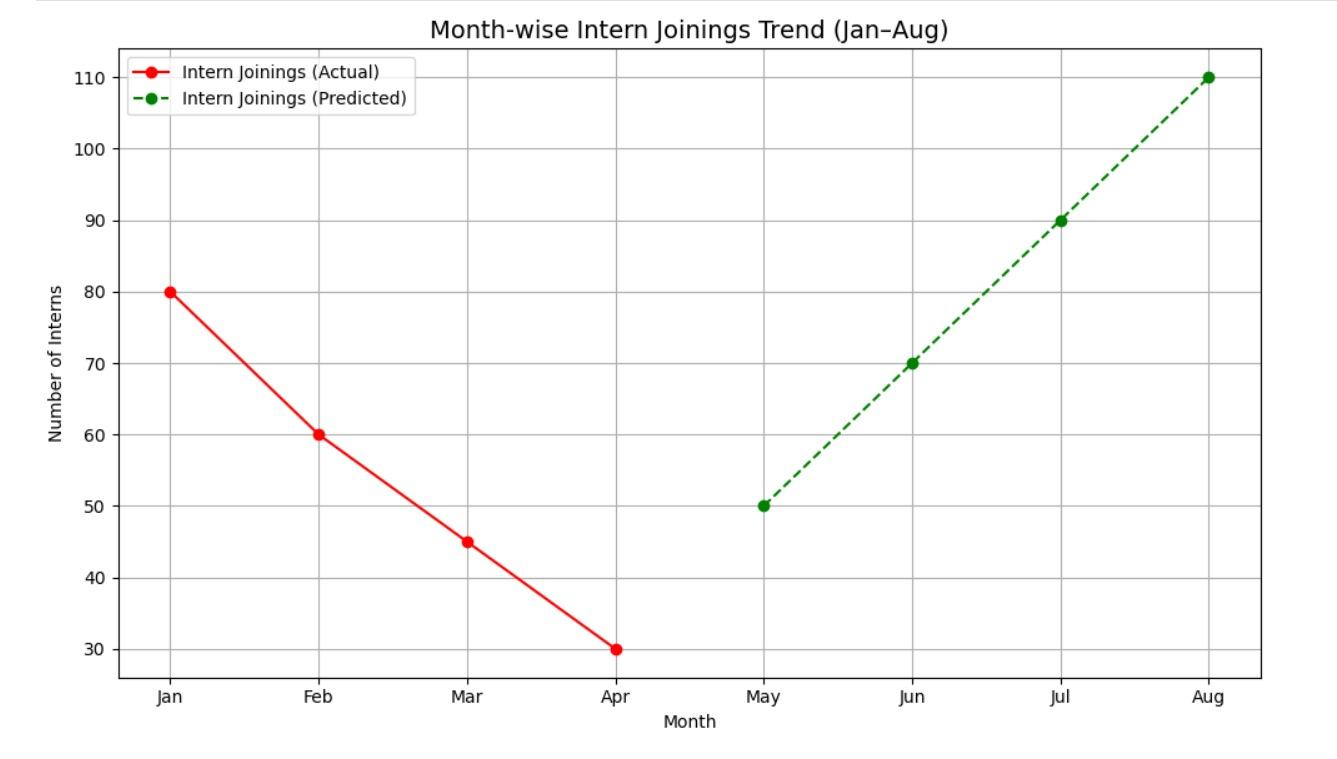 Month-wise Intern Joinings Trend (Jan–Aug)
Intern Joinings (Actual)
Intern Joinings (Predicted)
110
100
90
80
70
60
50
40
30
Number of Interns
Jan Feb Mar Apr May Jun Jul Aug
Month